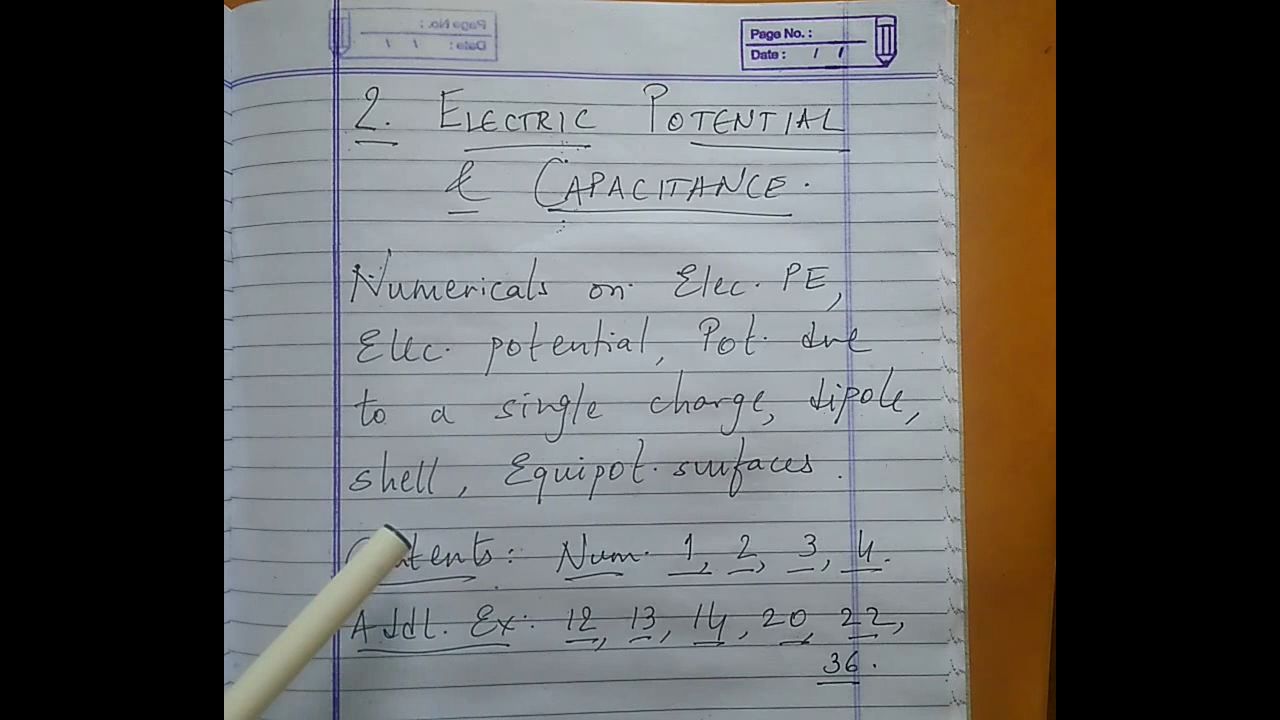 Page No. :
Date : / /
2. ELECTRIC POTENTIAL
& CAPACITANCE.
Numericals on Elec. PE,
Elec. potential, Pot. due
to a single charge, dipole,
shell, Equipot. surfaces.
Contents: Num. 1, 2, 3, 4.
Addl. Ex: 12, 13, 14, 20, 22,
36.